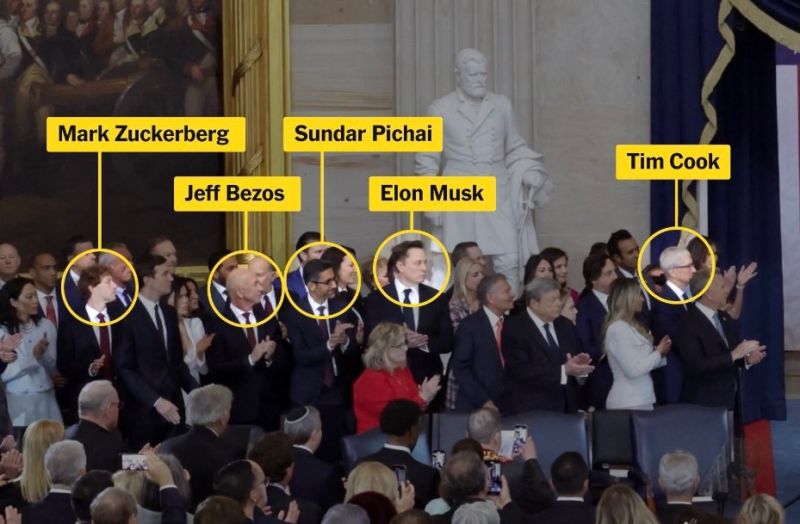 Mark Zuckerberg
Sundar Pichai
Tim Cook
Jeff Bezos
Elon Musk